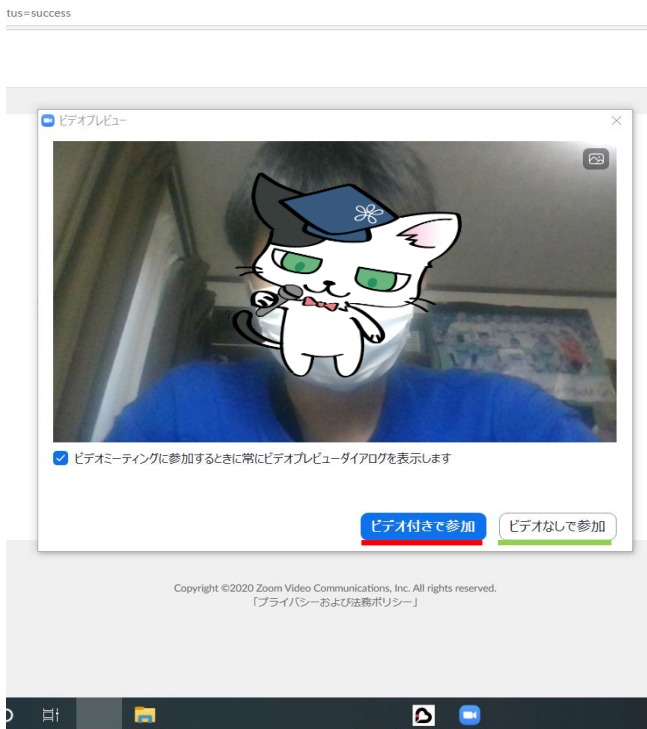 tus=success
ビデオプレビュー
ビデオミーティングに参加するときに常にビデオプレビューダイアログを表示します
ビデオ付きで参加
ビデオなしで参加
Copyright ©2020 Zoom Video Communications, Inc. All rights reserved.
「プライバシーおよび法務ポリシー」